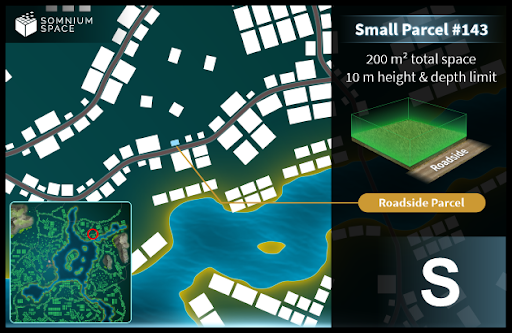 SOMNIUM
SPACE
Small Parcel #143
200 m² total space
10 m height & depth limit
Roadside
Roadside Parcel
S